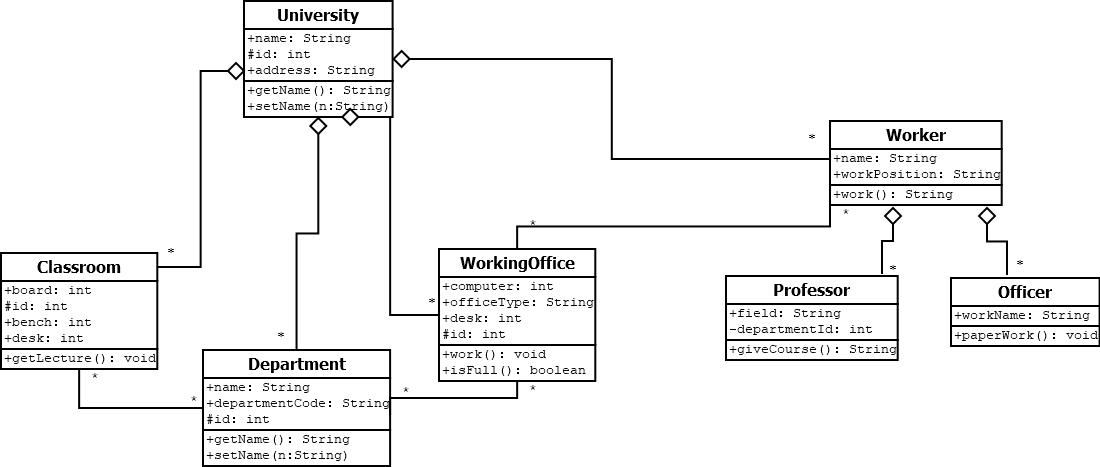 University
+name: String
#id: int
+address: String
+getName(): String
+setName(n:String)
*
Worker
+name: String
+workPosition: String
+work(): String
*
*
*
Classroom
+board: int
#id: int
+bench: int
+desk: int
+getLecture(): void
*
WorkingOffice
+computer: int
+officeType: String
+desk: int
#id: int
+work(): void
+isFull(): boolean
*
*
Professor
+field: String
-departmentId: int
+giveCourse(): String
*
Officer
+workName: String
+paperWork(): void
*
Department
+name: String
+departmentCode: String
#id: int
+getName(): String
+setName(n:String)
*
*
*
*